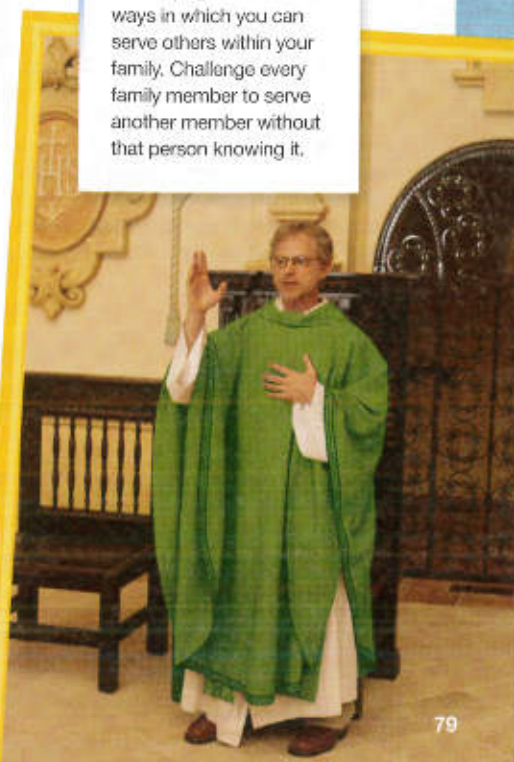 ways in which you can
serve others within your
family. Challenge every
family member to serve
another member without
that person knowing it.
IHS
79